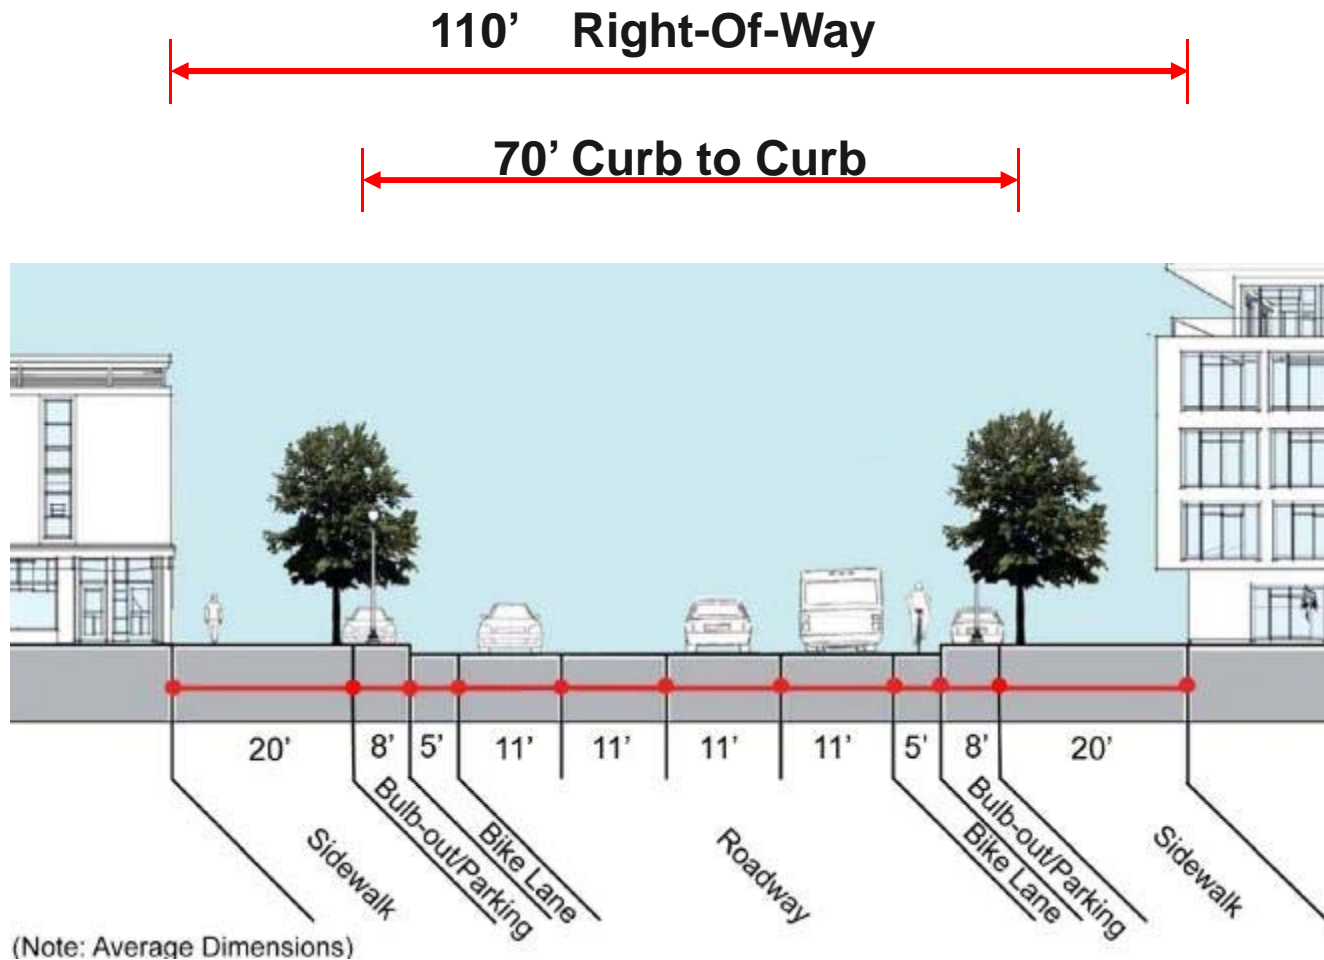 110’ Right-Of-Way
70’ Curb to Curb
20’ 8’ 5’ 11’ 11’ 11’ 11’ 5’ 8’ 20’
Sidewalk
Bulb-out/Parking
Bike Lane
Roadway
Bike Lane
Bulb-out/Parking
Sidewalk
(Note: Average Dimensions)